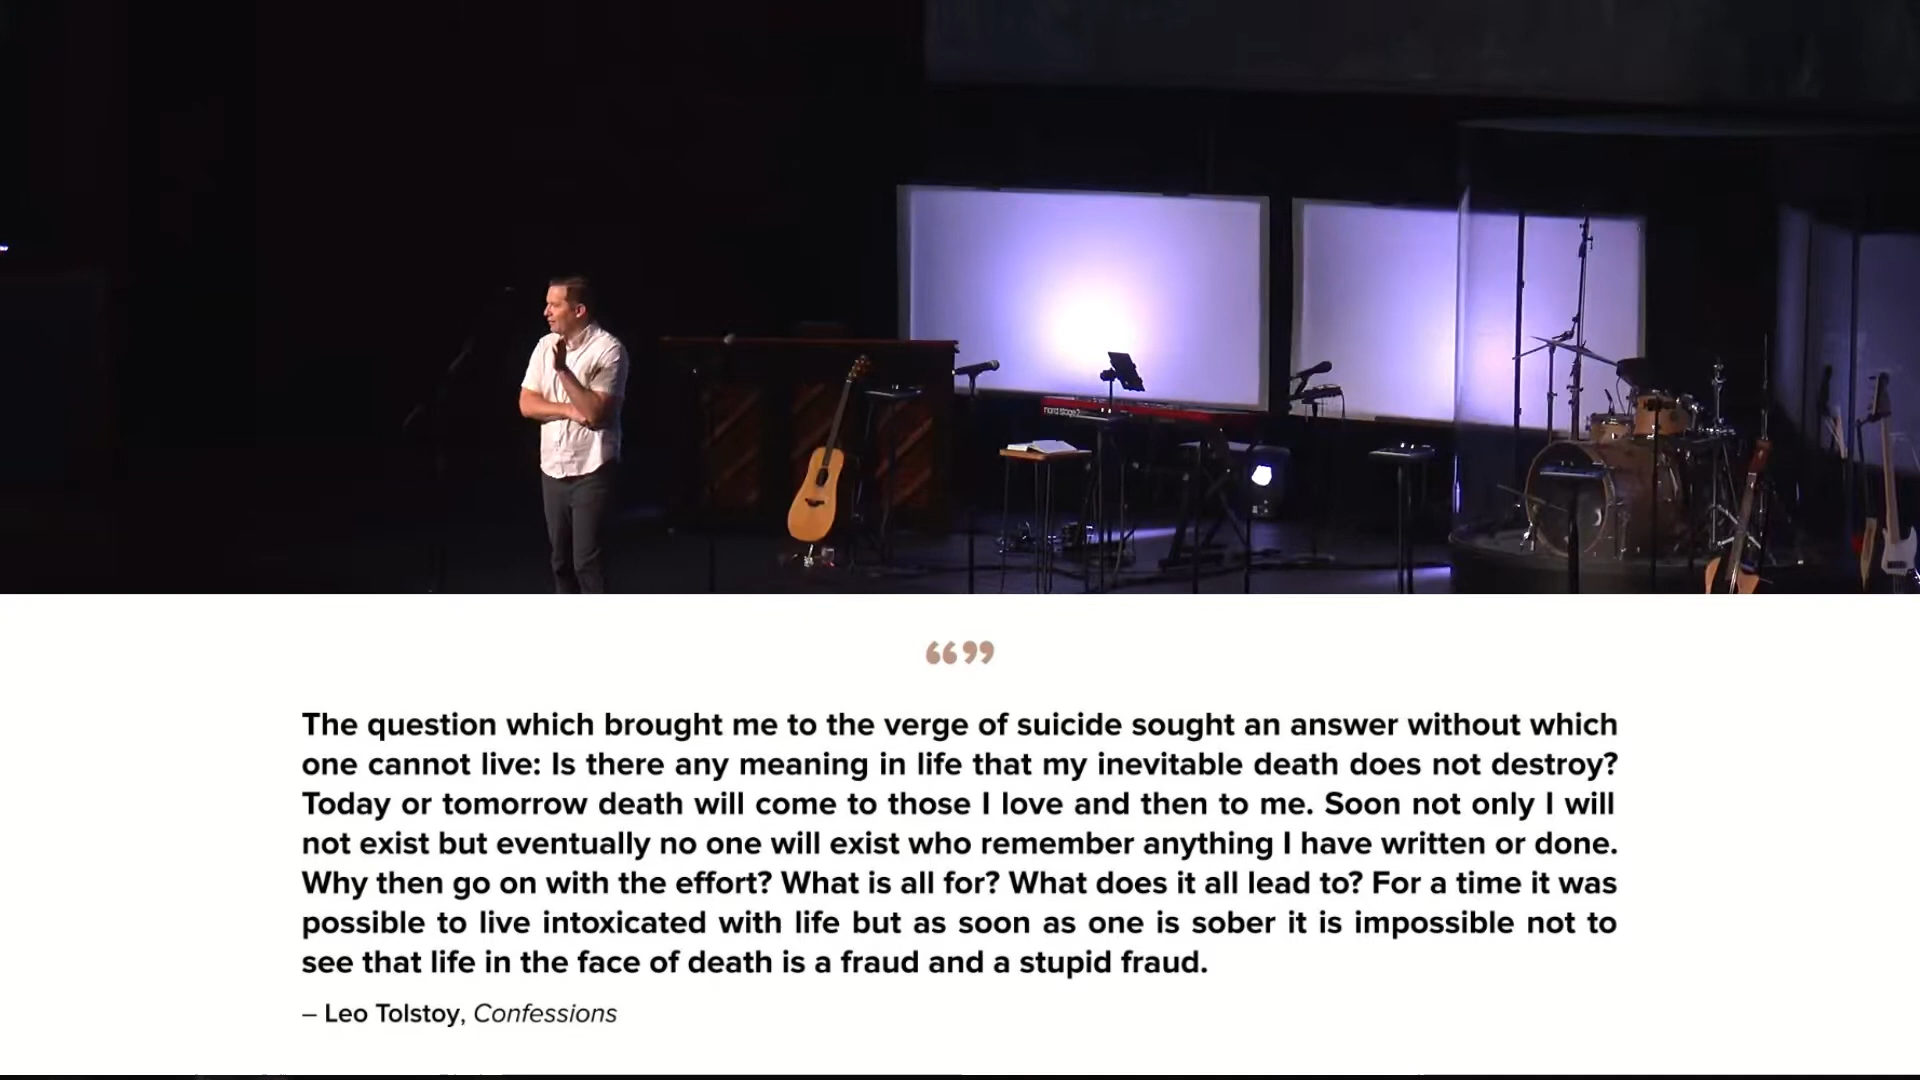 nord stage 2
““ ””
The question which brought me to the verge of suicide sought an answer without which
one cannot live: Is there any meaning in life that my inevitable death does not destroy?
Today or tomorrow death will come to those I love and then to me. Soon not only I will
not exist but eventually no one will exist who remember anything I have written or done.
Why then go on with the effort? What is all for? What does it all lead to? For a time it was
possible to live intoxicated with life but as soon as one is sober it is impossible not to
see that life in the face of death is a fraud and a stupid fraud.
– Leo Tolstoy, Confessions